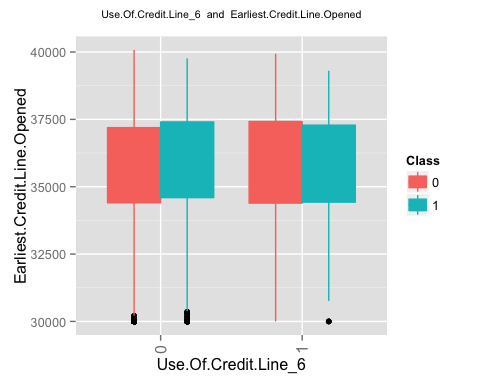 Use.Of.Credit.Line_6 and Earliest.Credit.Line.Opened
40000
37500
35000
32500
30000
Earliest.Credit.Line.Opened
0
1
Use.Of.Credit.Line_6
Class
0
1